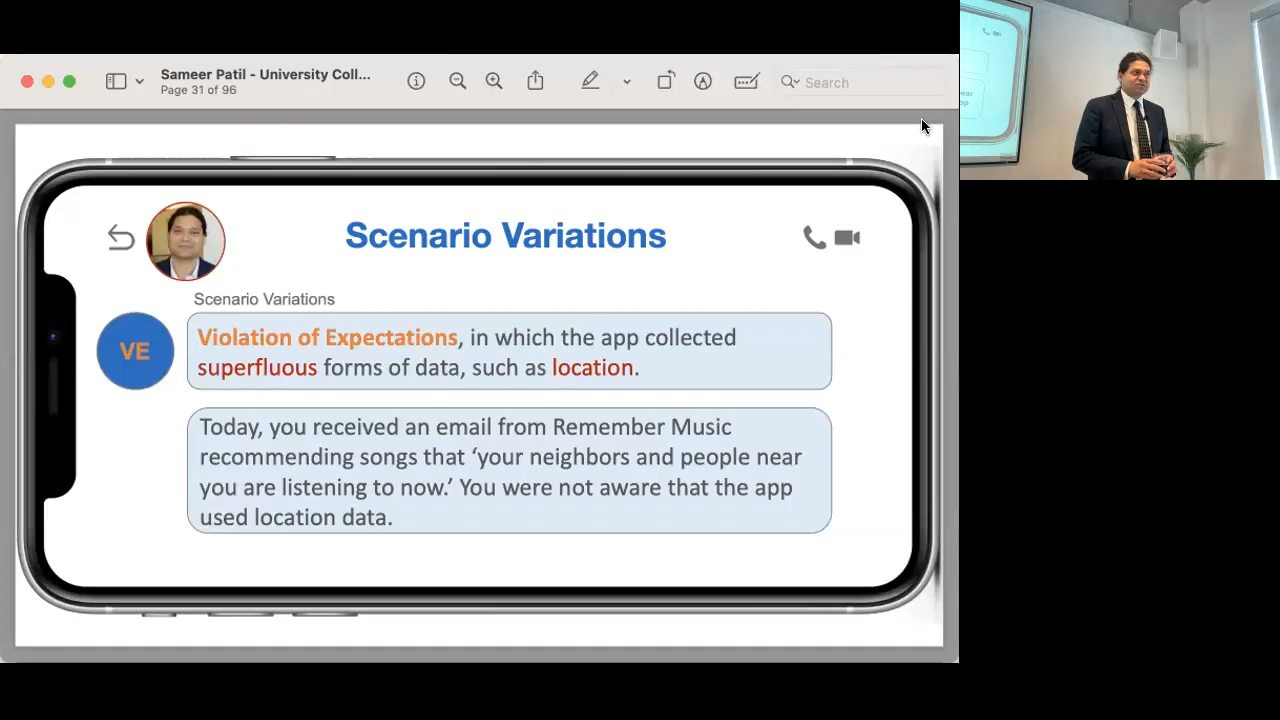 Sameer Patil - University Coll...
Page 31 of 96
Search
Scenario Variations
Scenario Variations
VE
Violation of Expectations, in which the app collected
superfluous forms of data, such as location.
Today, you received an email from Remember Music
recommending songs that ‘your neighbors and people near
you are listening to now.’ You were not aware that the app
used location data.